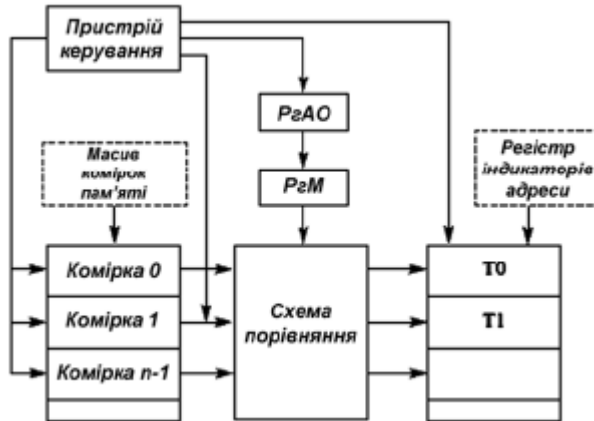 Пристрій
керування
РгАО
Масив
комірок
пам'яті
РгМ
Регістр
індикаторів
адреси
Комірка 0
Комірка 1
Комірка n-1
Схема
порівняння
T0
T1